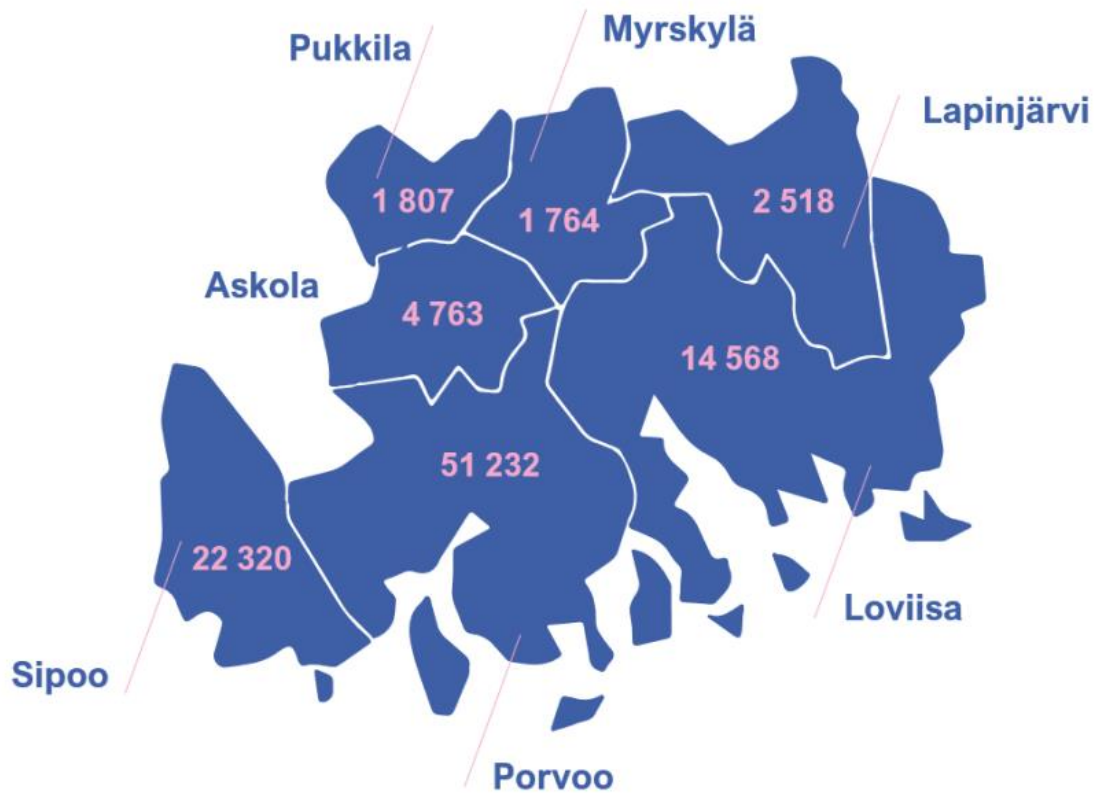 Myrskylä
Pukkila
Lapinjärvi
1 807
2 518
1 764
Askola
4 763
14 568
51 232
22 320
Loviisa
Sipoo
Porvoo